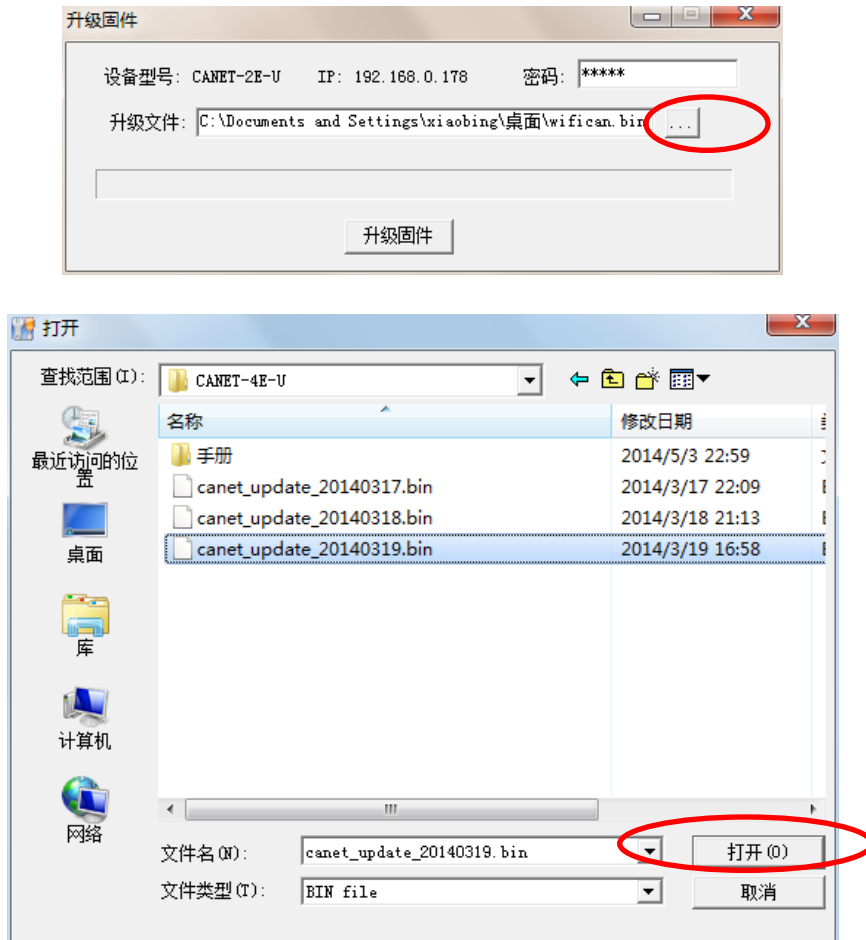 升级固件
设备型号: CANET-2E-U IP: 192.168.0.178 密码: *****
升级文件: C:\Documents and Settings\xiaobing\桌面\wifican.bin ...
升级固件
打开
查找范围(I): CANET-4E-U
名称 修改日期
手册 2014/5/3 22:59
canet_update_20140317.bin 2014/3/17 22:09
canet_update_20140318.bin 2014/3/18 21:13
canet_update_20140319.bin 2014/3/19 16:58
最近访问的位
置
桌面
库
计算机
网络
文件名(N): canet_update_20140319.bin 打开(O)
文件类型(T): BIN file 取消